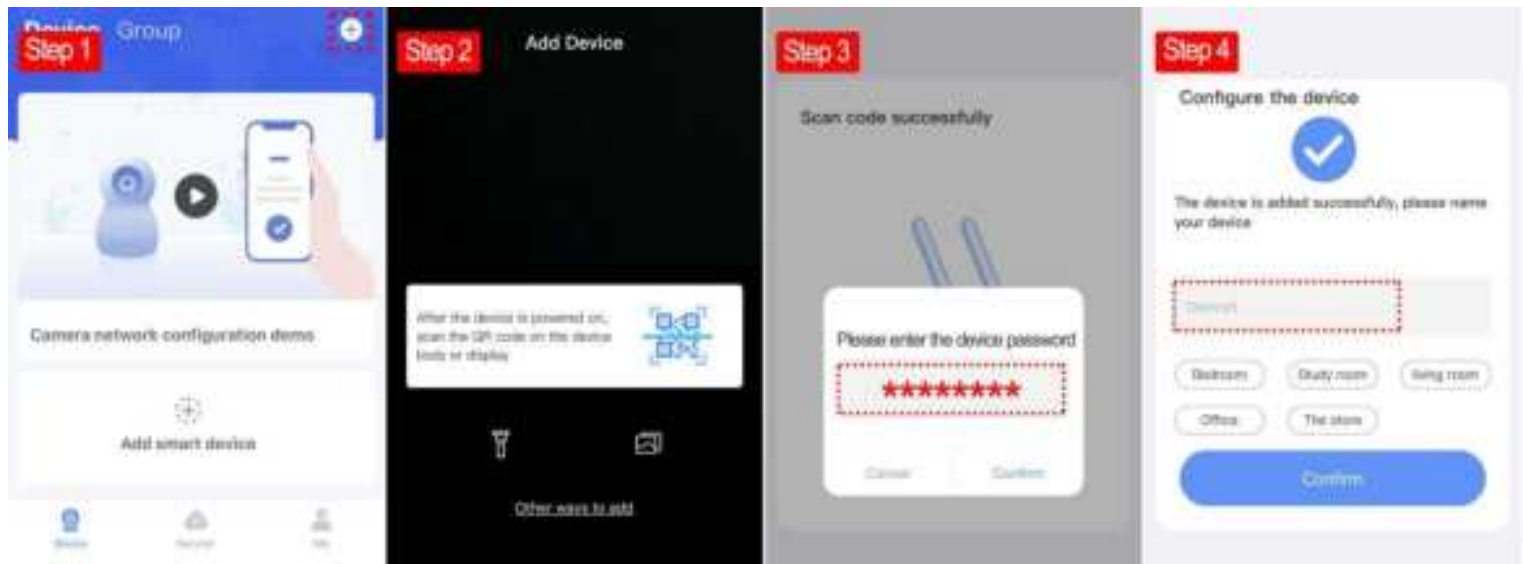 Device Group
Step 1
Camera network configuration demo
Add smart device
Device
Step 2
Add Device
After the device is powered on,
scan the QR code on the device
body or display
Other ways to add
Step 3
Scan code successfully
Please enter the device password
********
Cancel Confirm
Step 4
Configure the device
The device is added successfully, please name
your device
Bedroom Study room living room
Office The store
Confirm